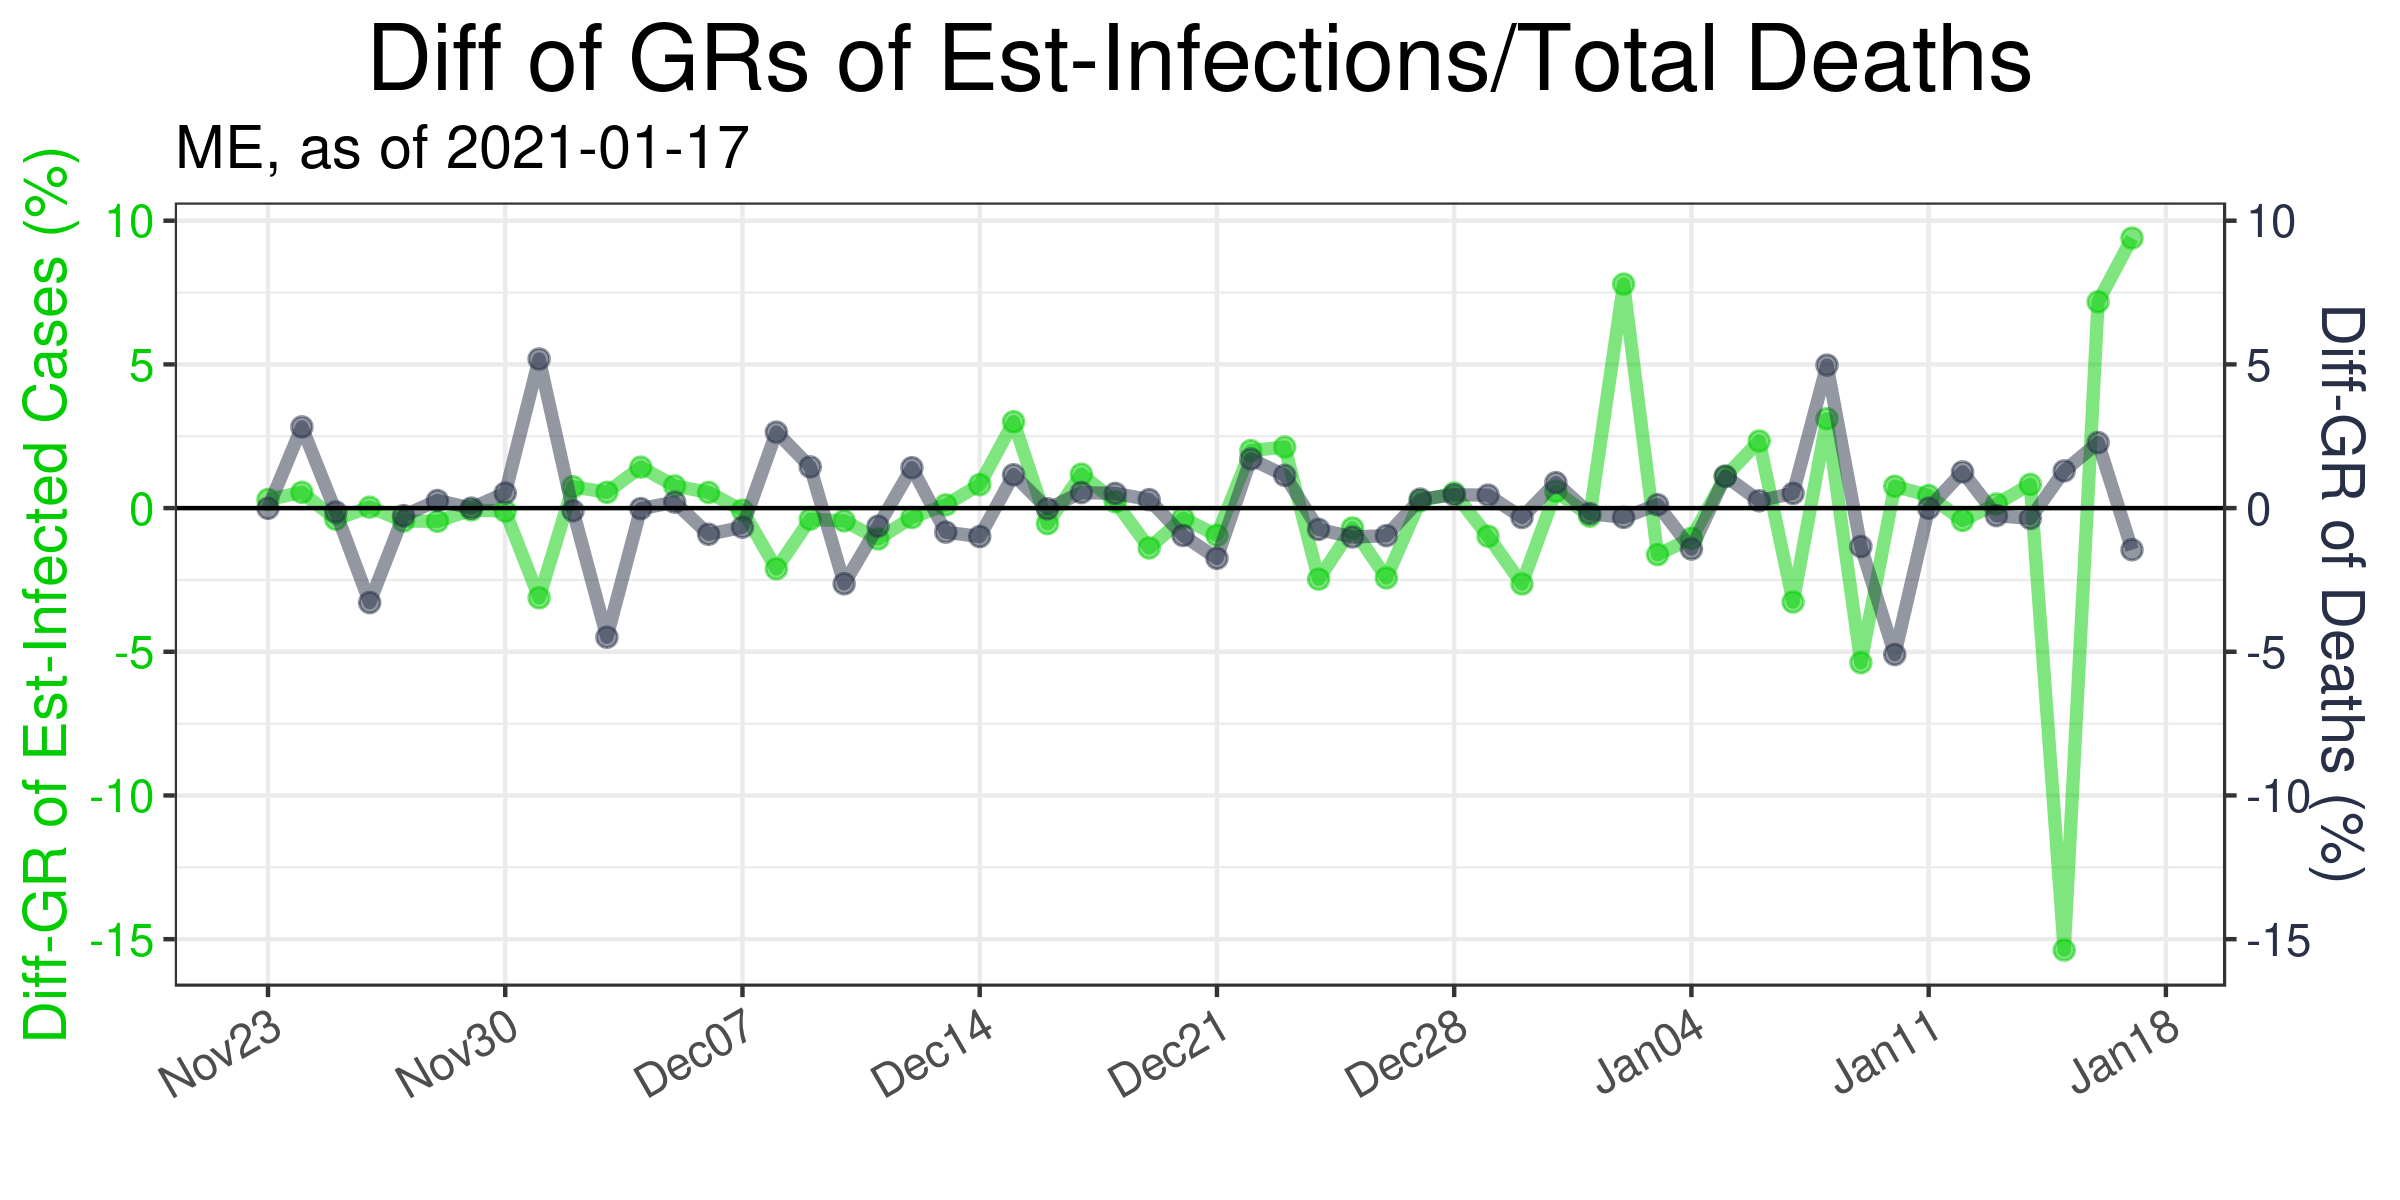 Diff of GRs of Est-Infections/Total Deaths
ME, as of 2021-01-17
Diff-GR of Est-Infected Cases (%)
10
5
0
-5
-10
-15
10
5
0
-5
-10
-15
Diff-GR of Deaths (%)
Nov23
Nov30
Dec07
Dec14
Dec21
Dec28
Jan04
Jan11
Jan18